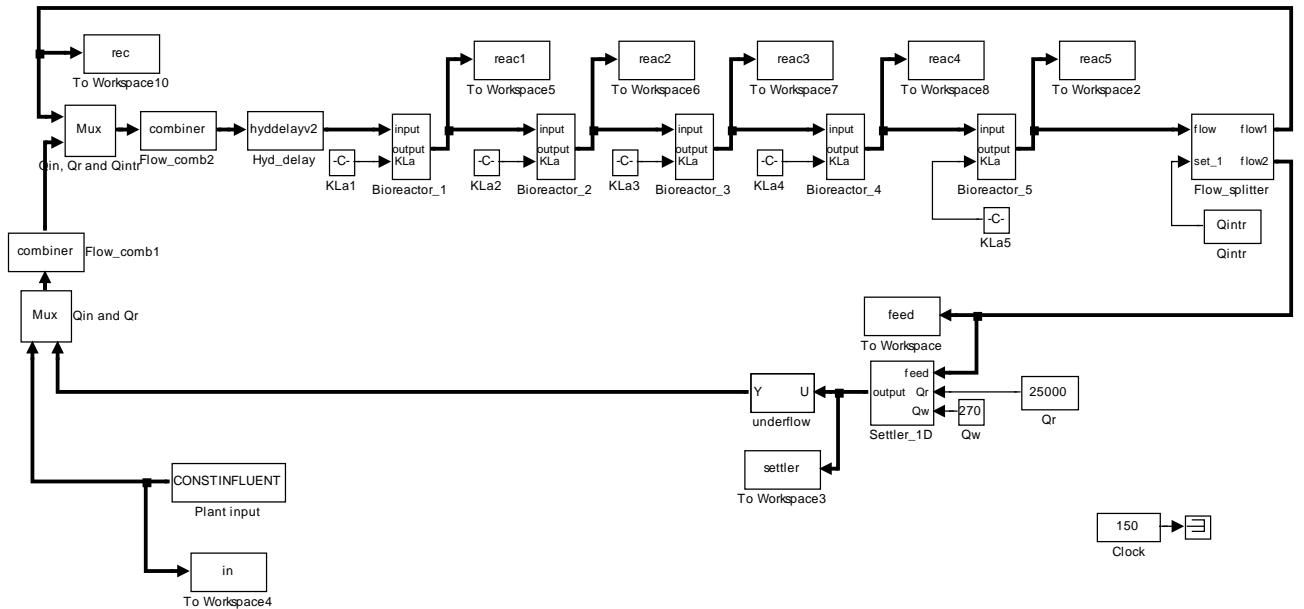 rec
To Workspace10
reac1
To Workspace5
reac2
To Workspace6
reac3
To Workspace7
reac4
To Workspace8
reac5
To Workspace2
Mux
Qin, Qr and Qintr
combiner
Flow_comb2
hyddelayv2
Hyd_delay
-C-
KLa1
input
output
KLa
Bioreactor_1
-C-
KLa2
input
output
KLa
Bioreactor_2
-C-
KLa3
input
output
KLa
Bioreactor_3
-C-
KLa4
input
output
KLa
Bioreactor_4
input
output
KLa
Bioreactor_5
-C-
KLa5
flow
set_1
flow1
flow2
Flow_splitter
Qintr
Qintr
combiner
Flow_comb1
Mux
Qin and Qr
feed
To Workspace
Y
U
underflow
feed
output
Qr
Qw
Settler_1D
270
Qw
25000
Qr
settler
To Workspace3
CONSTINFLUENT
Plant input
in
To Workspace4
150
Clock